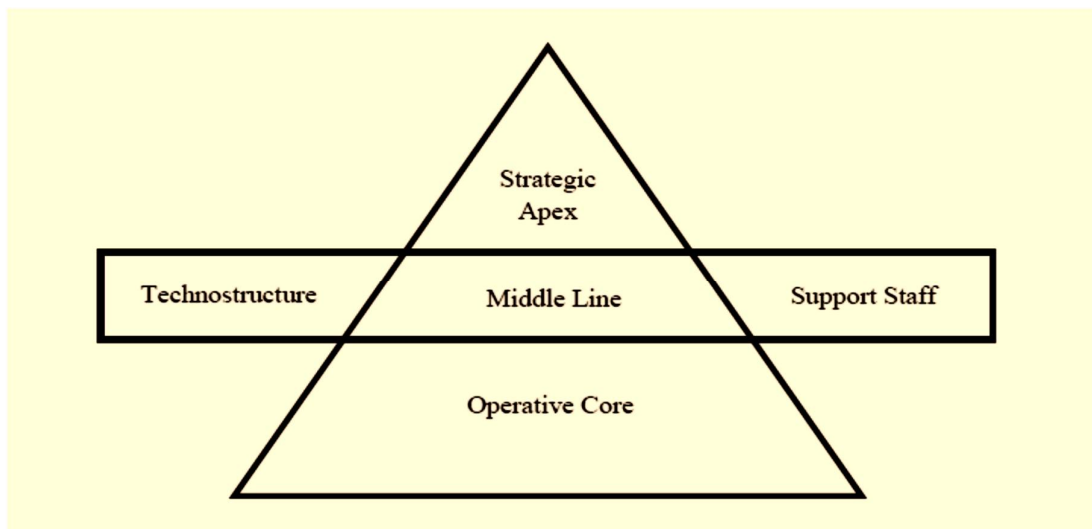 Strategic
Apex
Technostructure
Middle Line
Support Staff
Operative Core